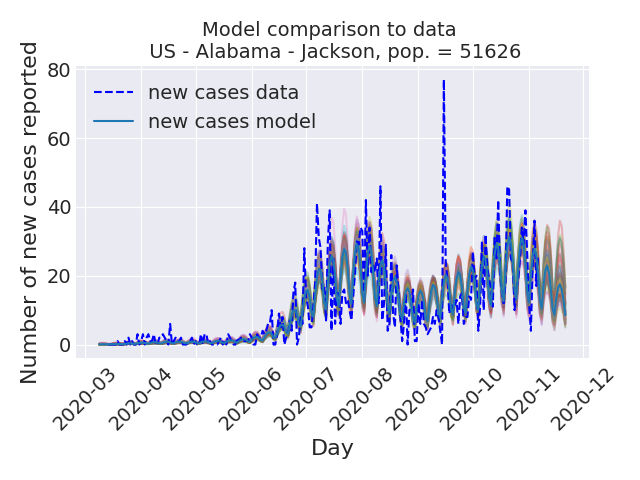 Model comparison to data
US - Alabama - Jackson, pop. = 51626
Number of new cases reported
80
60
40
20
0
new cases data
new cases model
2020-03
2020-04
2020-05
2020-06
2020-07
2020-08
2020-09
2020-10
2020-11
2020-12
Day